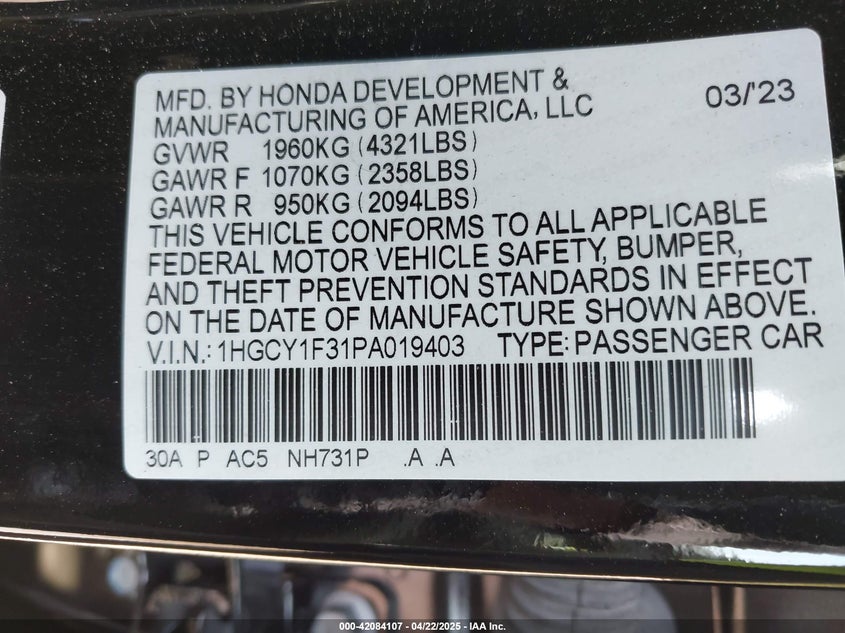 MFD. BY HONDA DEVELOPMENT & 03/'23
MANUFACTURING OF AMERICA, LLC
GVWR 1960KG (4321LBS)
GAWR F 1070KG (2358LBS)
GAWR R 950KG (2094LBS)
THIS VEHICLE CONFORMS TO ALL APPLICABLE
FEDERAL MOTOR VEHICLE SAFETY, BUMPER,
AND THEFT PREVENTION STANDARDS IN EFFECT
ON THE DATE OF MANUFACTURE SHOWN ABOVE.
V.I.N.: 1HGCY1F31PA019403 TYPE: PASSENGER CAR
30A P AC5 NH731P .A .A
000-42084107 - 04/22/2025 - IAA Inc.